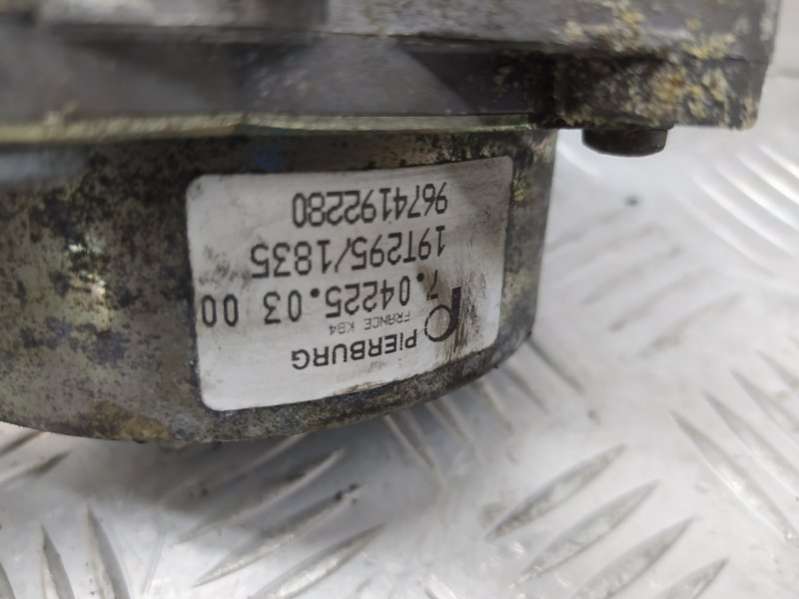 PIERBURG
FRANCE KB4
7.04225.03 00
19T295/1835
9674192280